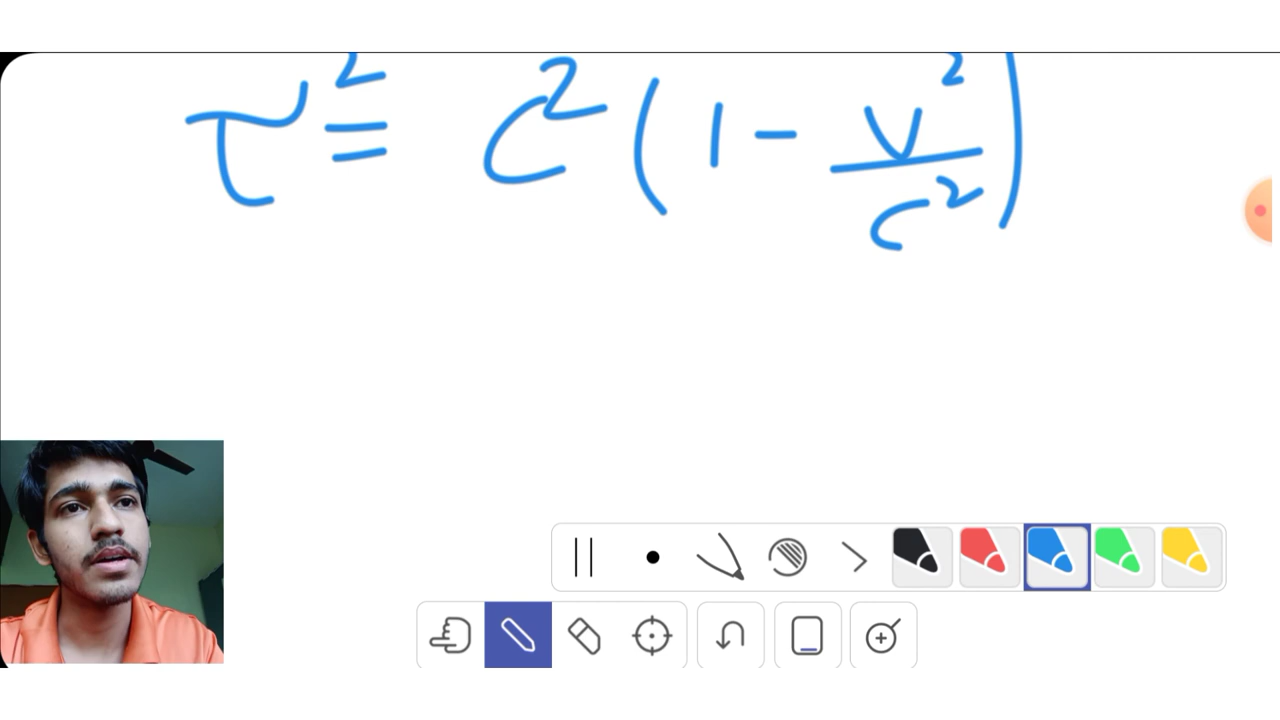 τ² = c² (1 - v²/c²)